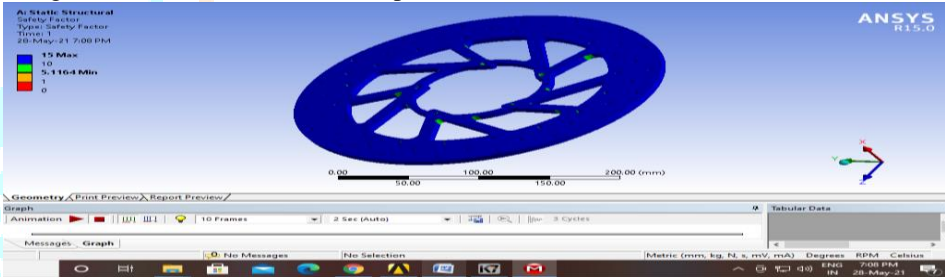 A: Static Structural
Safety Factor
Type: Safety Factor
Time: 1
28-May-21 7:08 PM
15 Max
10
5.1164 Min
1
0
ANSYS
R15.0
X
Y
Z
0.00
100.00
200.00 (mm)
50.00
150.00
Geometry Print Preview Report Preview
Graph
Tabular Data
Animation
10 Frames
2 Sec (Auto)
3 Cycles
Messages Graph
No Messages
No Selection
Metric (mm, kg, N, s, mV, mA) Degrees RPM Celsius
ENG
IN
7:08 PM
28-May-21